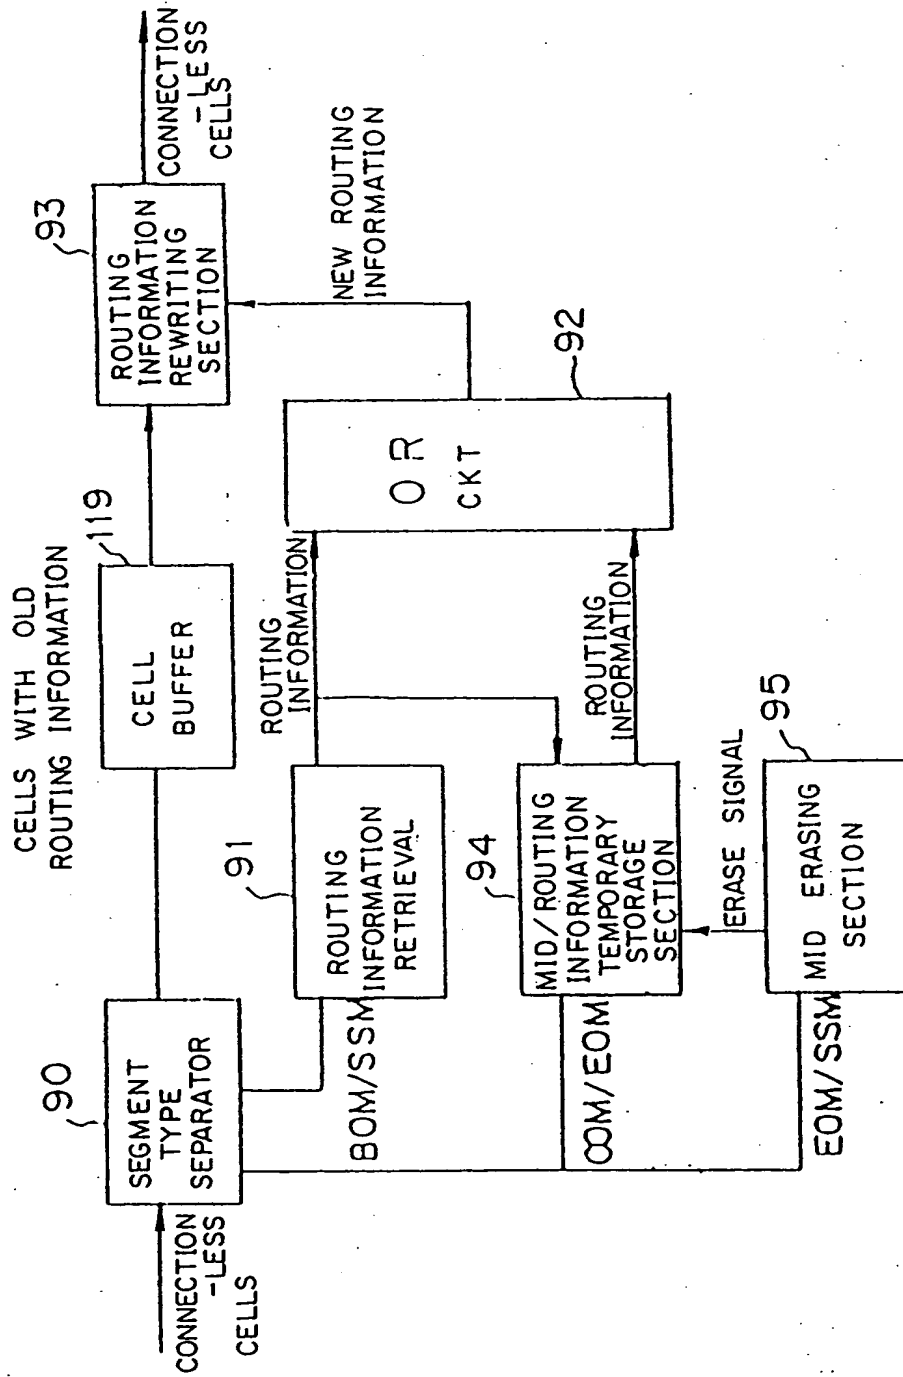 CELLS WITH OLD
ROUTING INFORMATION
CONNECTION
-LESS
CELLS
90
SEGMENT
TYPE
SEPARATOR
119
CELL
BUFFER
93
ROUTING
INFORMATION
REWRITING
SECTION
CONNECTION
-LESS
CELLS
BOM/SSM
91
ROUTING
INFORMATION
RETRIEVAL
ROUTING
INFORMATION
NEW ROUTING
INFORMATION
OR
CKT
92
COM/EOM
94
MID/ROUTING
INFORMATION
TEMPORARY
STORAGE
SECTION
ROUTING
INFORMATION
ERASE SIGNAL
EOM/SSM
MID ERASING
SECTION
95